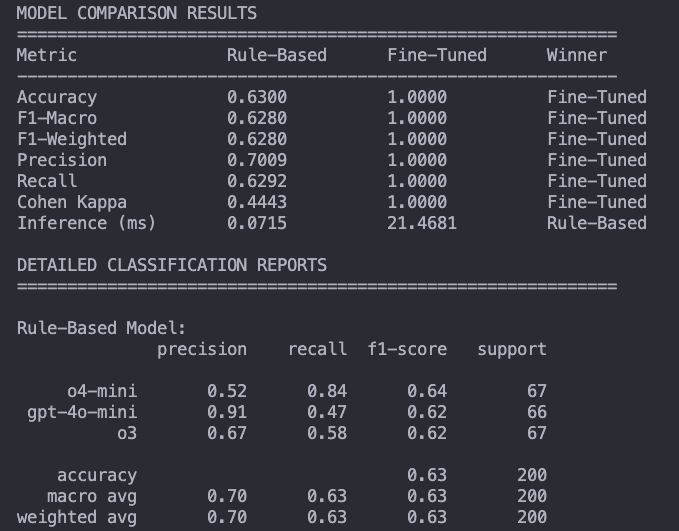 MODEL COMPARISON RESULTS
============================================================
Metric Rule-Based Fine-Tuned Winner
------------------------------------------------------------
Accuracy 0.6300 1.0000 Fine-Tuned
F1-Macro 0.6280 1.0000 Fine-Tuned
F1-Weighted 0.6280 1.0000 Fine-Tuned
Precision 0.7009 1.0000 Fine-Tuned
Recall 0.6292 1.0000 Fine-Tuned
Cohen Kappa 0.4443 1.0000 Fine-Tuned
Inference (ms) 0.0715 21.4681 Rule-Based
DETAILED CLASSIFICATION REPORTS
============================================================
Rule-Based Model:
precision recall f1-score support
o4-mini 0.52 0.84 0.64 67
gpt-4o-mini 0.91 0.47 0.62 66
o3 0.67 0.58 0.62 67
accuracy 0.63 200
macro avg 0.70 0.63 0.63 200
weighted avg 0.70 0.63 0.63 200